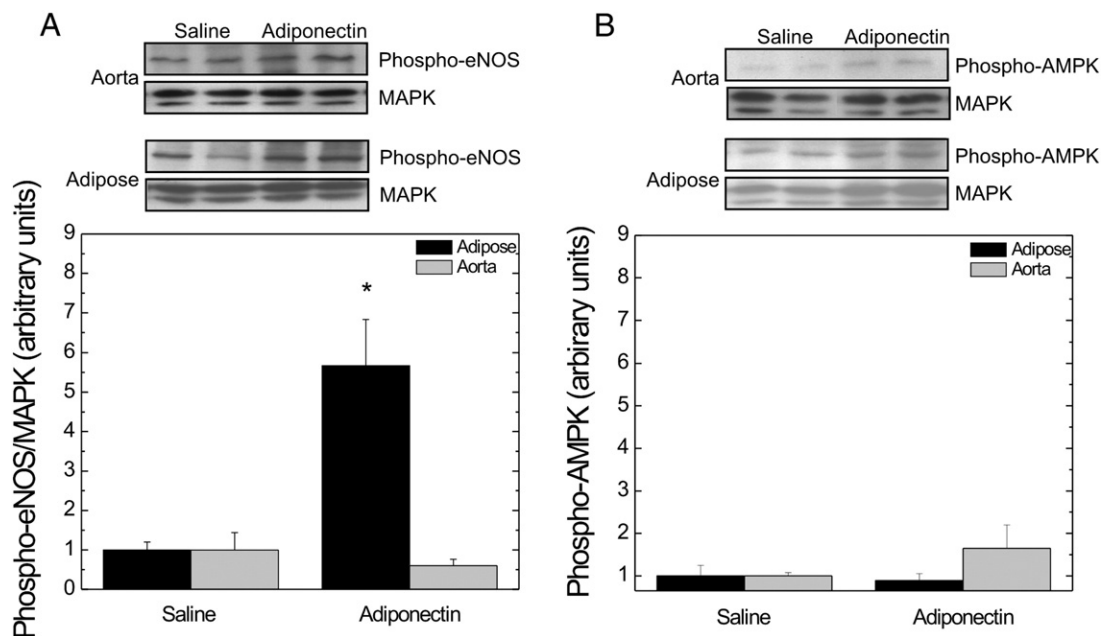 A
Saline Adiponectin
Aorta
Phospho-eNOS
MAPK
Adipose
Phospho-eNOS
MAPK
Phospho-eNOS/MAPK (arbitrary units)
9
8
7
6
5
4
3
2
1
0
Adipose
Aorta
*
Saline Adiponectin
B
Saline Adiponectin
Aorta
Phospho-AMPK
MAPK
Adipose
Phospho-AMPK
MAPK
Phospho-AMPK (arbirary units)
9
8
7
6
5
4
3
2
1
Adipose
Aorta
Saline Adiponectin